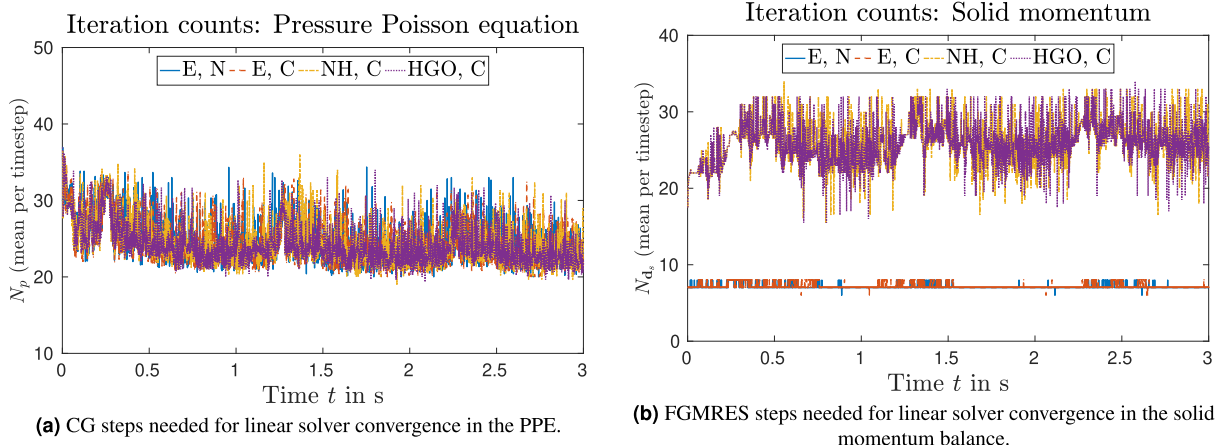 Iteration counts: Pressure Poisson equation
50
40
30
20
10
N_p (mean per timestep)
E, N E, C NH, C HGO, C
0 0.5 1 1.5 2 2.5 3
Time t in s
(a) CG steps needed for linear solver convergence in the PPE.
Iteration counts: Solid momentum
40
30
20
10
0
N_{d_s} (mean per timestep)
E, N E, C NH, C HGO, C
0 0.5 1 1.5 2 2.5 3
Time t in s
(b) FGMRES steps needed for linear solver convergence in the solid
momentum balance.